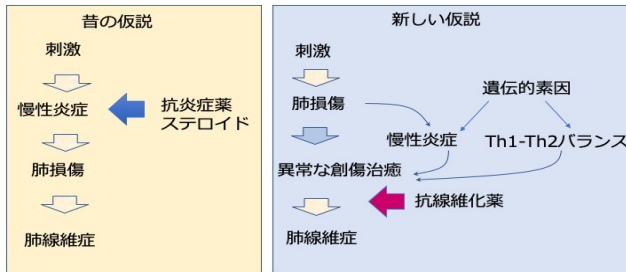 昔の仮説
刺激
慢性炎症
抗炎症薬
ステロイド
肺損傷
肺線維症
新しい仮説
刺激
肺損傷
遺伝的素因
慢性炎症
Th1-Th2バランス
異常な創傷治癒
抗線維化薬
肺線維症